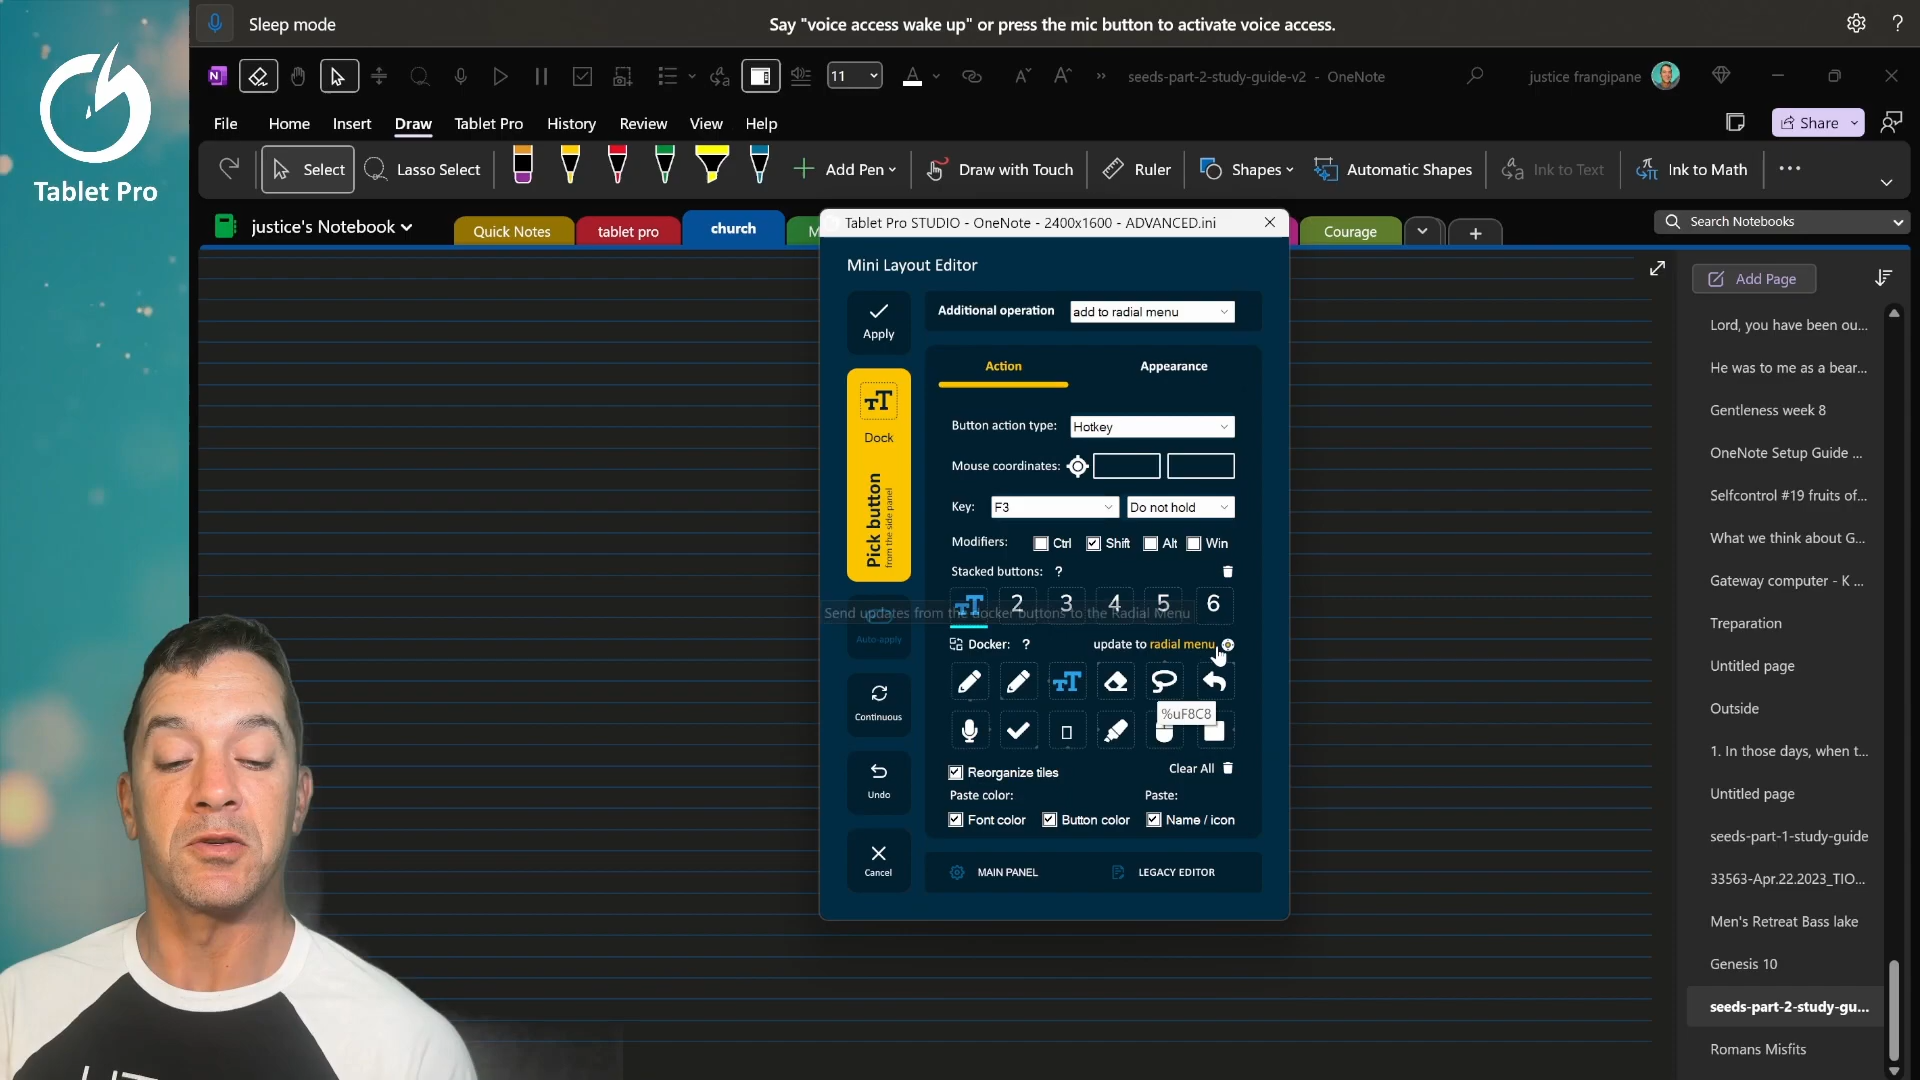 Sleep mode
Say "voice access wake up" or press the mic button to activate voice access.
Tablet Pro
11
seeds-part-2-study-guide-v2 - OneNote
justice frangipane
File Home Insert Draw Tablet Pro History Review View Help
Share
Select
Lasso Select
Add Pen
Draw with Touch
Ruler
Shapes
Automatic Shapes
Ink to Text
Ink to Math
justice's Notebook
Quick Notes
tablet pro
church
M
Courage
Search Notebooks
Tablet Pro STUDIO - OneNote - 2400x1600 - ADVANCED.ini
Mini Layout Editor
Apply
Additional operation
add to radial menu
Action
Appearance
Dock
Pick button
from the side panel
Button action type:
Hotkey
Mouse coordinates:
Key:
F3
Do not hold
Modifiers:
Ctrl
Shift
Alt
Win
Stacked buttons: ?
TT 2 3 4 5 6
Send updates from the docker buttons to the Radial Menu
Auto-apply
Docker: ?
update to radial menu
TT
%uF8C8
Continuous
Reorganize tiles
Clear All
Undo
Paste color:
Paste:
Font color
Button color
Name / icon
Cancel
MAIN PANEL
LEGACY EDITOR
Add Page
Lord, you have been ou...
He was to me as a bear...
Gentleness week 8
OneNote Setup Guide ...
Selfcontrol #19 fruits of...
What we think about G...
Gateway computer - K ...
Treparation
Untitled page
Outside
1. In those days, when t...
Untitled page
seeds-part-1-study-guide
33563-Apr.22.2023_TIO...
Men's Retreat Bass lake
Genesis 10
seeds-part-2-study-gu...
Romans Misfits